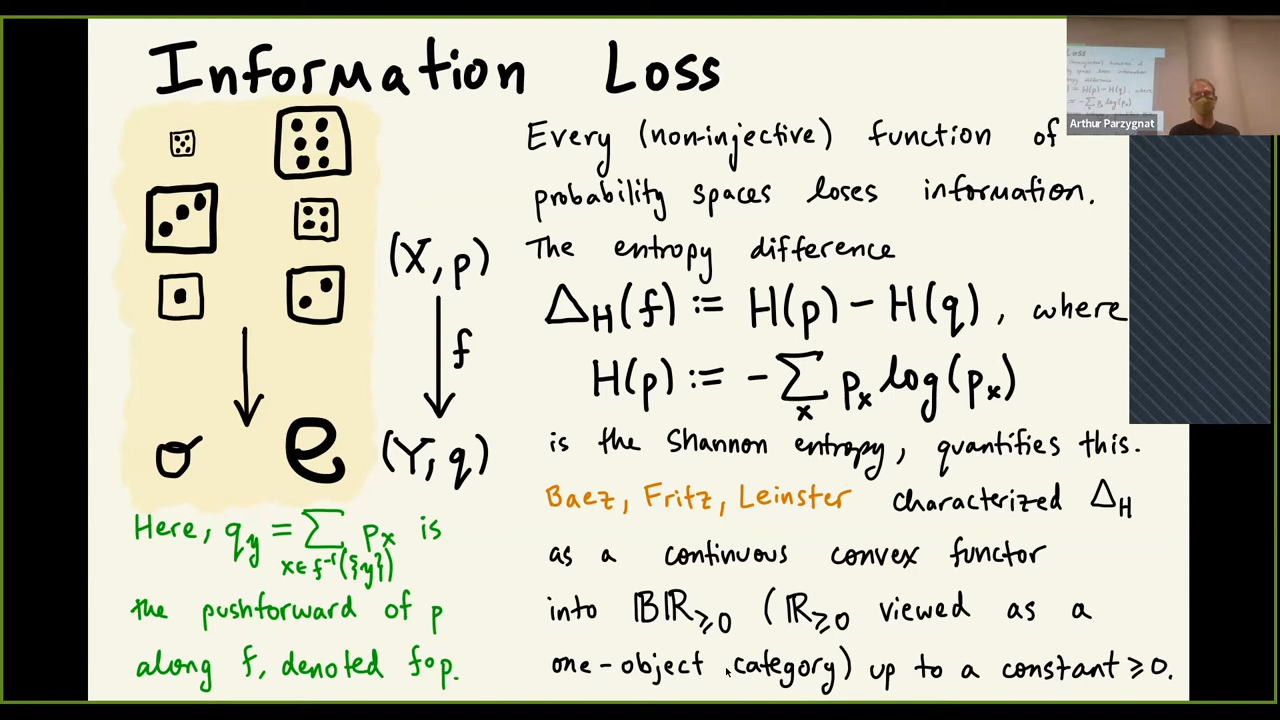 Information Loss
Arthur Parzygnat
(X, p)
f
(Y, q)
o e
Here, q_y = ∑_{x∈f⁻¹({y})} p_x is
the pushforward of p
along f, denoted f∘p.
Every (non-injective) function of
probability spaces loses information.
The entropy difference
Δ_H(f) := H(p) − H(q), where
H(p) := −∑_x p_x log(p_x)
is the Shannon entropy, quantifies this.
Baez, Fritz, Leinster characterized Δ_H
as a continuous convex functor
into 𝔹ℝ_{≥0} (ℝ_{≥0} viewed as a
one-object category) up to a constant ≥0.